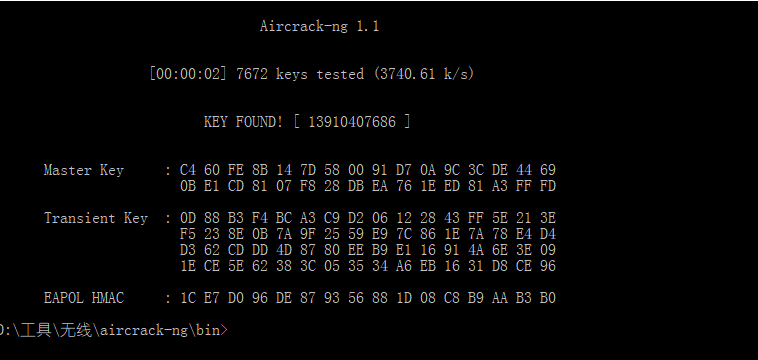 Aircrack-ng 1.1
[00:00:02] 7672 keys tested (3740.61 k/s)
KEY FOUND! [ 13910407686 ]
Master Key : C4 60 FE 8B 14 7D 58 00 91 D7 0A 9C 3C DE 44 69
0B E1 CD 81 07 F8 28 DB EA 76 1E ED 81 A3 FF FD
Transient Key : 0D 88 B3 F4 BC A3 C9 D2 06 12 28 43 FF 5E 21 3E
F5 23 8E 0B 7A 9F 25 59 E9 7C 86 1E 7A 78 E4 D4
D3 62 CD DD 4D 87 80 EE B9 E1 16 91 4A 6E 3E 09
1E CE 5E 62 38 3C 05 35 34 A6 EB 16 31 D8 CE 96
EAPOL HMAC : 1C E7 D0 96 DE 87 93 56 88 1D 08 C8 B9 AA B3 B0
D:\工具\无线\aircrack-ng\bin>